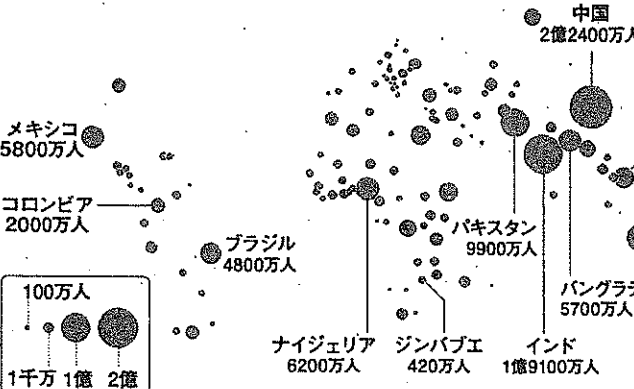 中国
2億2400万人
メキシコ
5800万人
コロンビア
2000万人
ブラジル
4800万人
パキスタン
9900万人
バングラデ
5700万人
ナイジェリア
6200万人
ジンバブエ
420万人
インド
1億9100万人
100万人
1千万 1億 2億